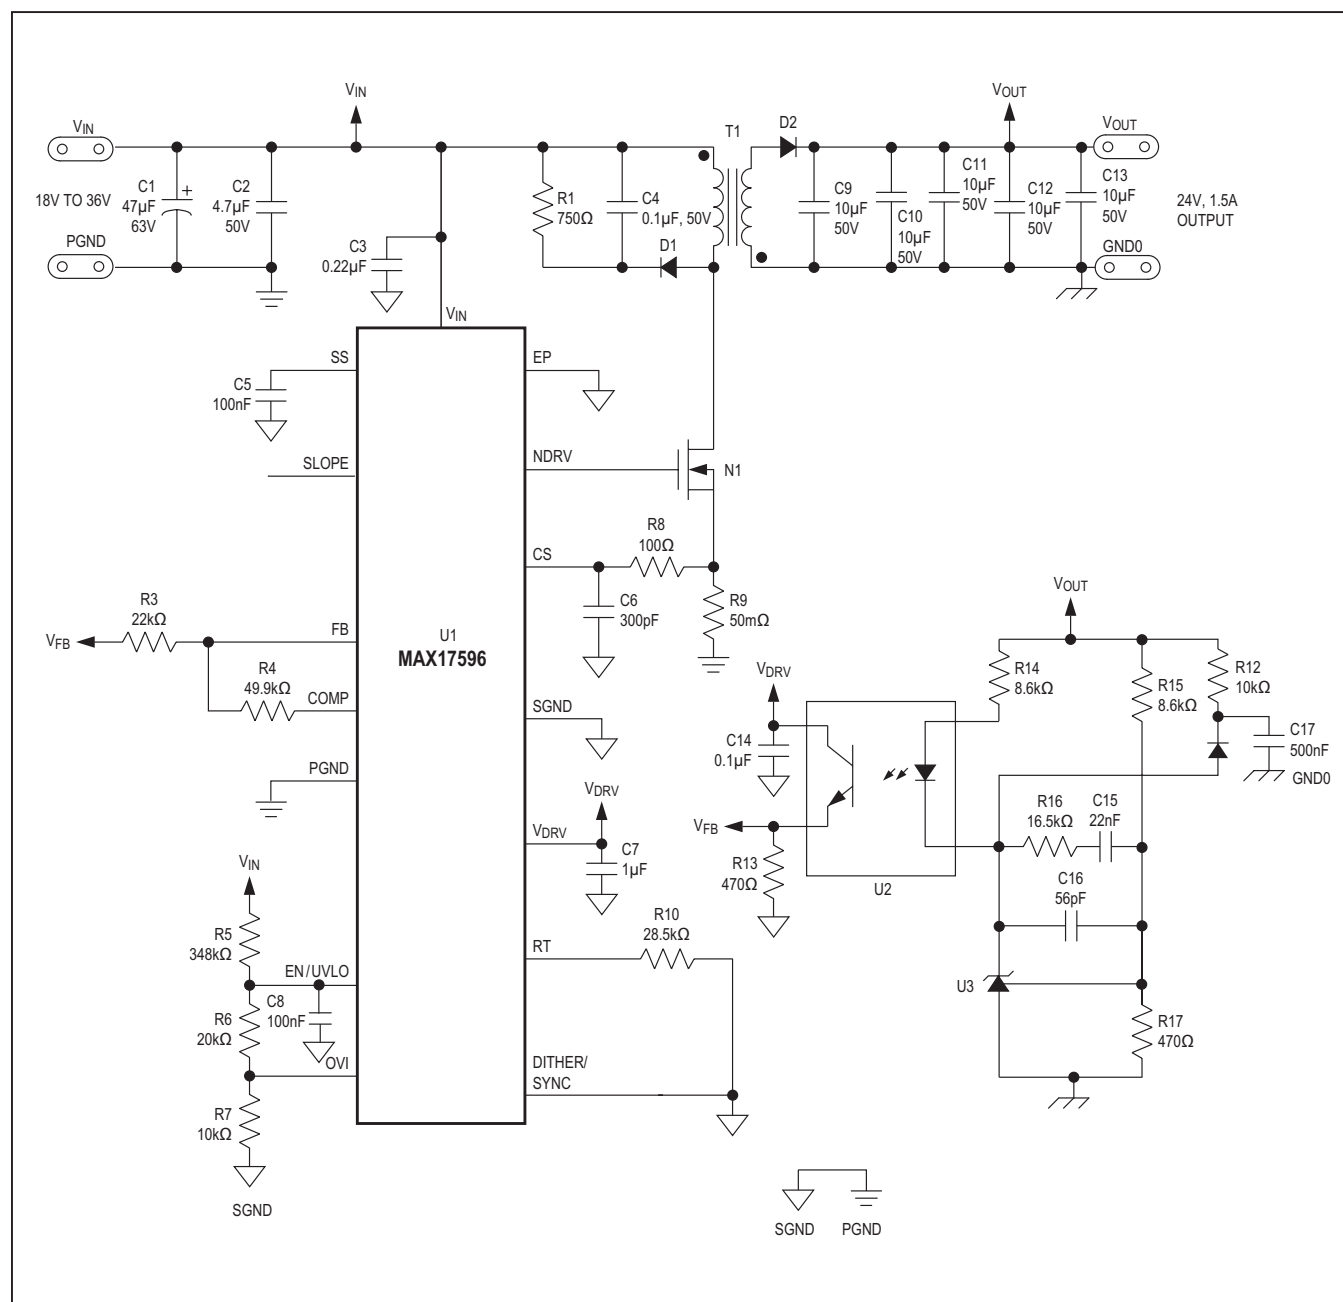 VIN
VOUT
VIN
T1
D2
VOUT
18V TO 36V
C1
47µF
63V
C2
4.7µF
50V
R1
750Ω
C4
0.1µF, 50V
C9
10µF
50V
C10
10µF
50V
C11
10µF
50V
C12
10µF
50V
C13
10µF
50V
24V, 1.5A
OUTPUT
PGND
C3
0.22µF
D1
GND0
VIN
SS
EP
C5
100nF
SLOPE
NDRV
N1
CS
R8
100Ω
C6
300pF
R9
50mΩ
VFB
R3
22kΩ
FB
U1
MAX17596
R4
49.9kΩ
COMP
SGND
PGND
VDRV
VDRV
C7
1µF
VDRV
C14
0.1µF
VFB
R13
470Ω
U2
VOUT
R14
8.6kΩ
R15
8.6kΩ
R12
10kΩ
C17
500nF
GND0
R16
16.5kΩ
C15
22nF
C16
56pF
U3
R17
470Ω
VIN
R5
348kΩ
EN/UVLO
C8
100nF
R6
20kΩ
OVI
R7
10kΩ
SGND
RT
R10
28.5kΩ
DITHER/
SYNC
SGND
PGND